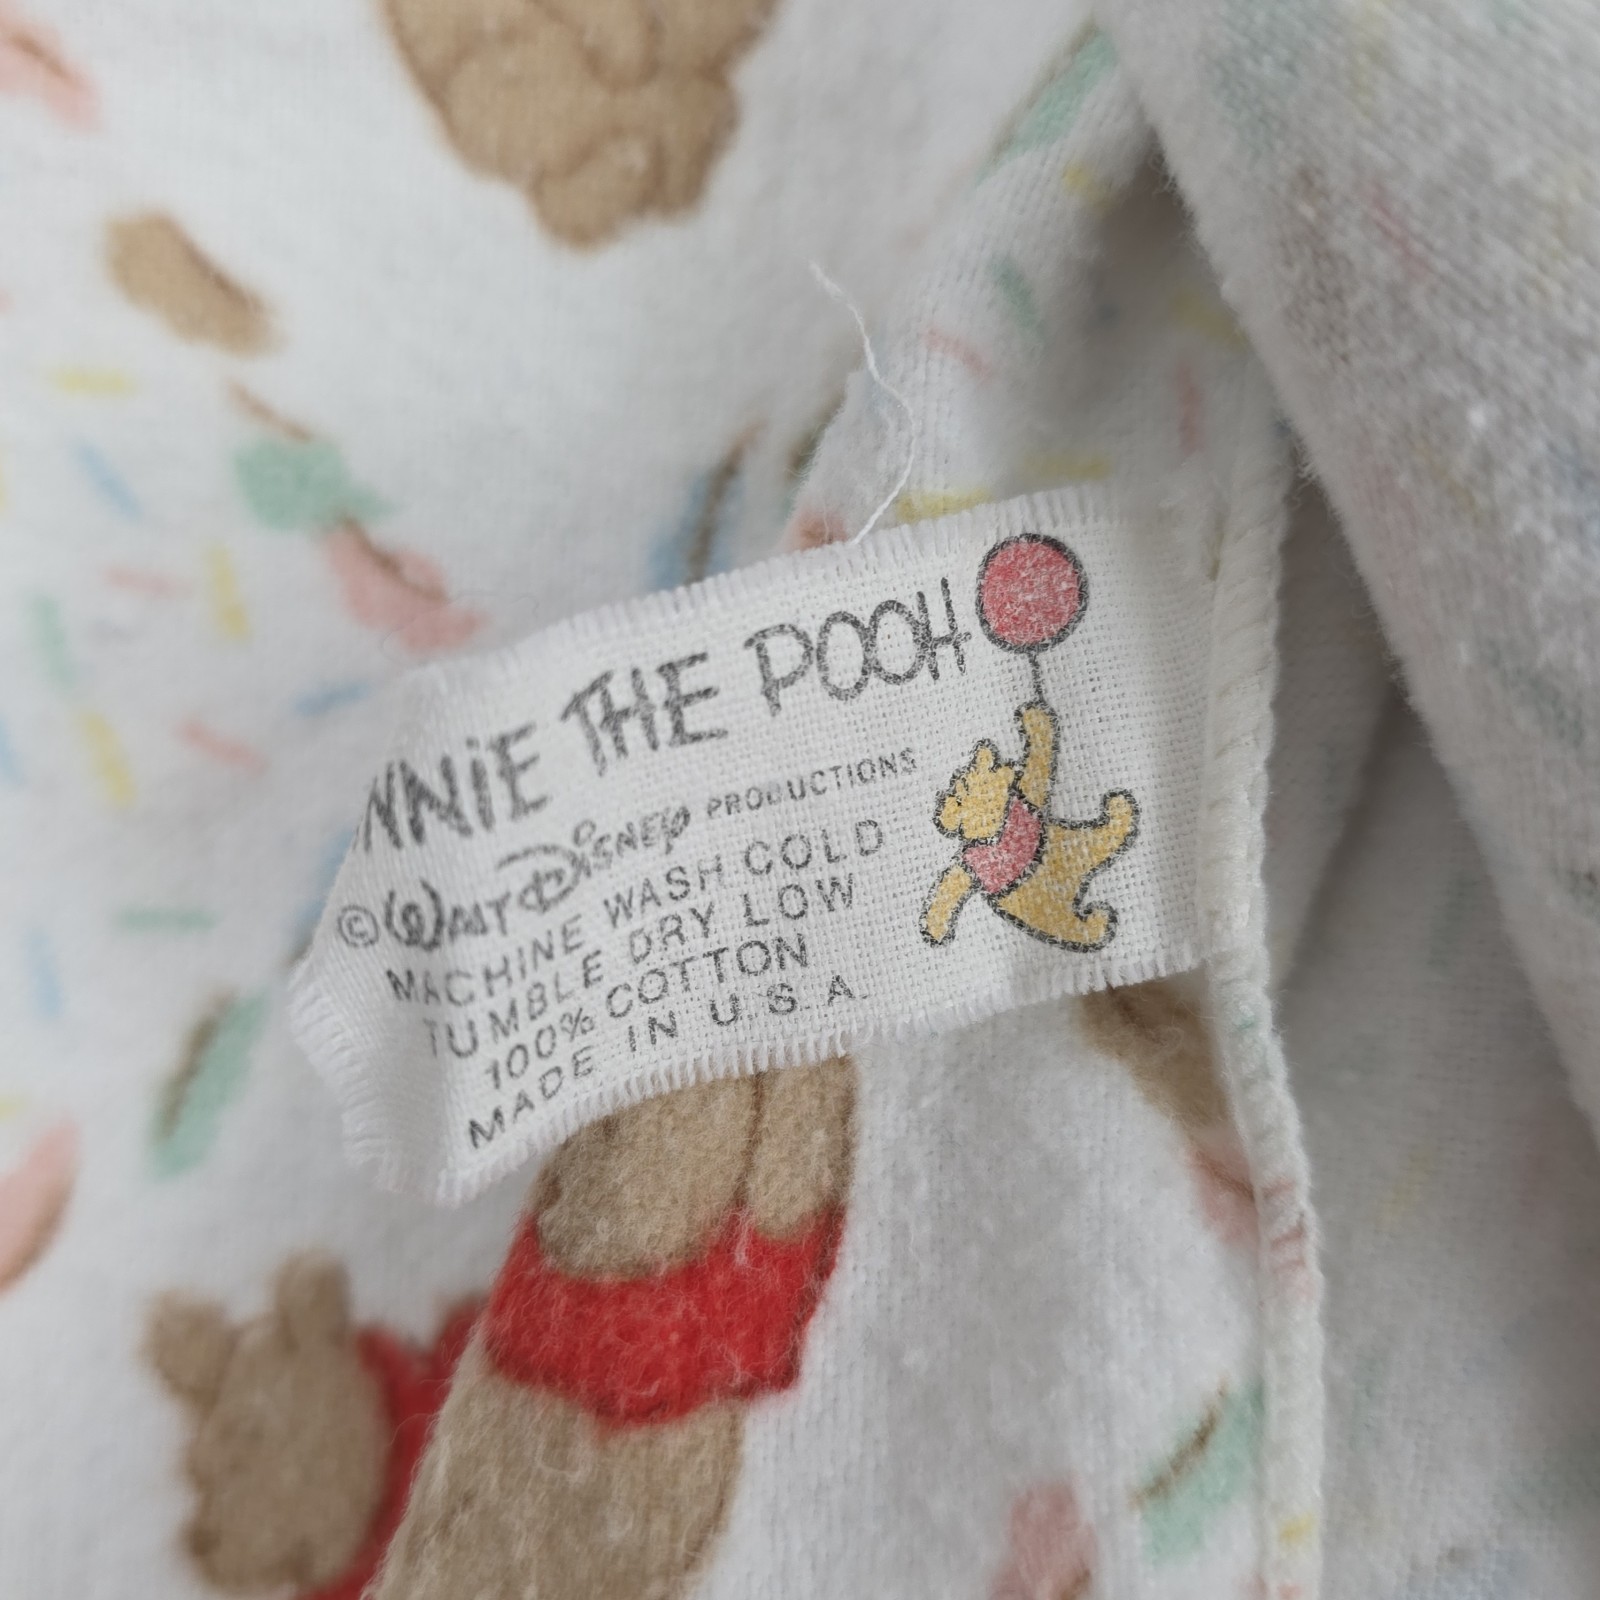 NNiE THE POOH
© WALT DiSNEY PRODUCTIONS
MACHINE WASH COLD
TUMBLE DRY LOW
100% COTTON
MADE IN U.S.A.